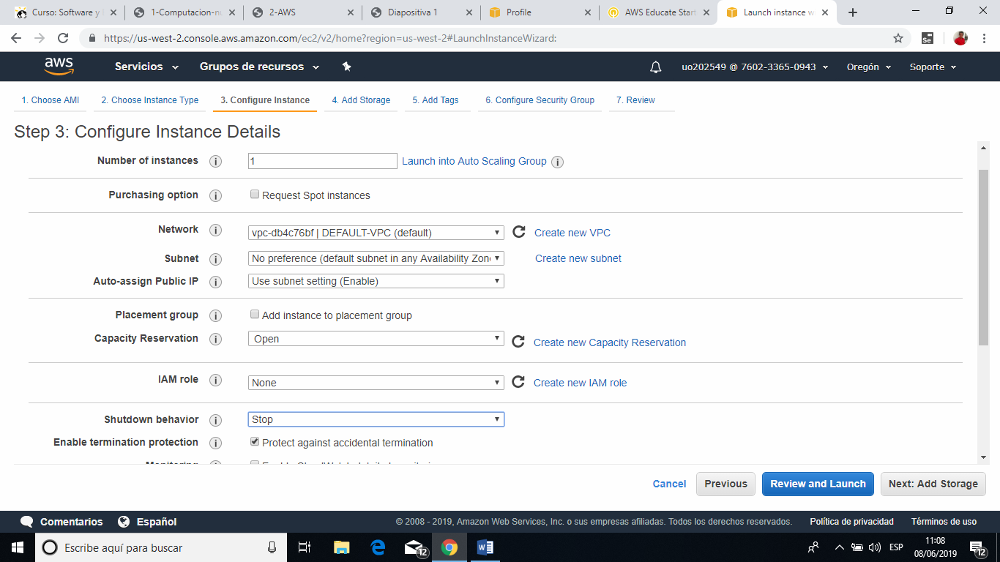 Curso: Software y
1-Computacion-nu
2-AWS
Diapositiva 1
Profile
AWS Educate Start
Launch instance w
https://us-west-2.console.aws.amazon.com/ec2/v2/home?region=us-west-2#LaunchInstanceWizard:
aws
Servicios
Grupos de recursos
uo202549 @ 7602-3365-0943
Oregón
Soporte
1. Choose AMI
2. Choose Instance Type
3. Configure Instance
4. Add Storage
5. Add Tags
6. Configure Security Group
7. Review
Step 3: Configure Instance Details
Number of instances
1
Launch into Auto Scaling Group
Purchasing option
Request Spot instances
Network
vpc-db4c76bf | DEFAULT-VPC (default)
Create new VPC
Subnet
No preference (default subnet in any Availability Zon
Create new subnet
Auto-assign Public IP
Use subnet setting (Enable)
Placement group
Add instance to placement group
Capacity Reservation
Open
Create new Capacity Reservation
IAM role
None
Create new IAM role
Shutdown behavior
Stop
Enable termination protection
Protect against accidental termination
Monitoring
Cancel
Previous
Review and Launch
Next: Add Storage
Comentarios
Español
© 2008 - 2019, Amazon Web Services, Inc. o sus empresas afiliadas. Todos los derechos reservados.
Política de privacidad
Términos de uso
Escribe aquí para buscar
12
ESP
11:08
08/06/2019
12